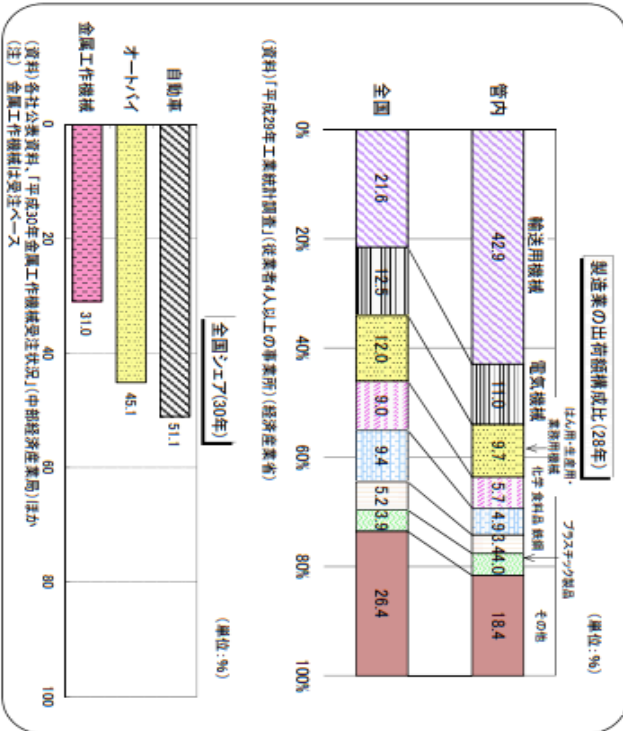 製造業の出荷額構成比(28年)
(単位:%)
輸送用機械
電気機械
はん用・生産用・
業務用機械
化学
食料品
鉄鋼
プラスチック製品
その他
管内
42.9
11.0
9.7
5.7
4.9
3.4
4.0
18.4
全国
21.6
12.5
12.0
9.0
9.4
5.2
3.9
26.4
0%
20%
40%
60%
80%
100%
(資料)「平成29年工業統計調査」(従業者4人以上の事業所)(経済産業省)
全国シェア(30年)
(単位:%)
自動車
51.1
オートバイ
45.1
金属工作機械
31.0
0
20
40
60
80
100
(資料)各社公表資料、「平成30年金属工作機械受注状況」(中部経済産業局)ほか
(注) 金属工作機械は受注ベース